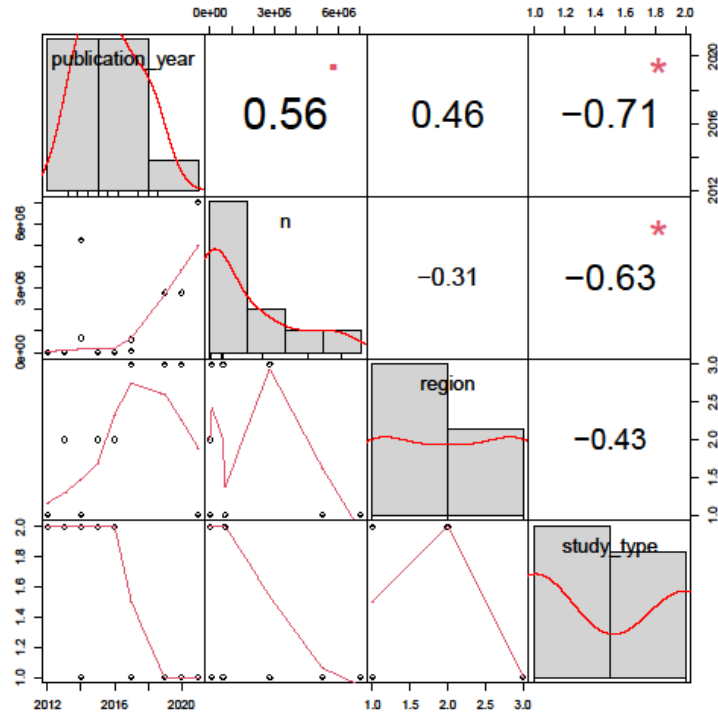 0e+00 3e+06 6e+06 1.0 1.2 1.4 1.6 1.8 2.0
publication_year
0.56
0.46
−0.71
*
2012 2016 2020
0e+00 3e+06 6e+06
n
−0.31
−0.63
*
region
−0.43
1.0 1.5 2.0 2.5 3.0
1.0 1.2 1.4 1.6 1.8 2.0
study_type
2012 2016 2020 1.0 1.5 2.0 2.5 3.0